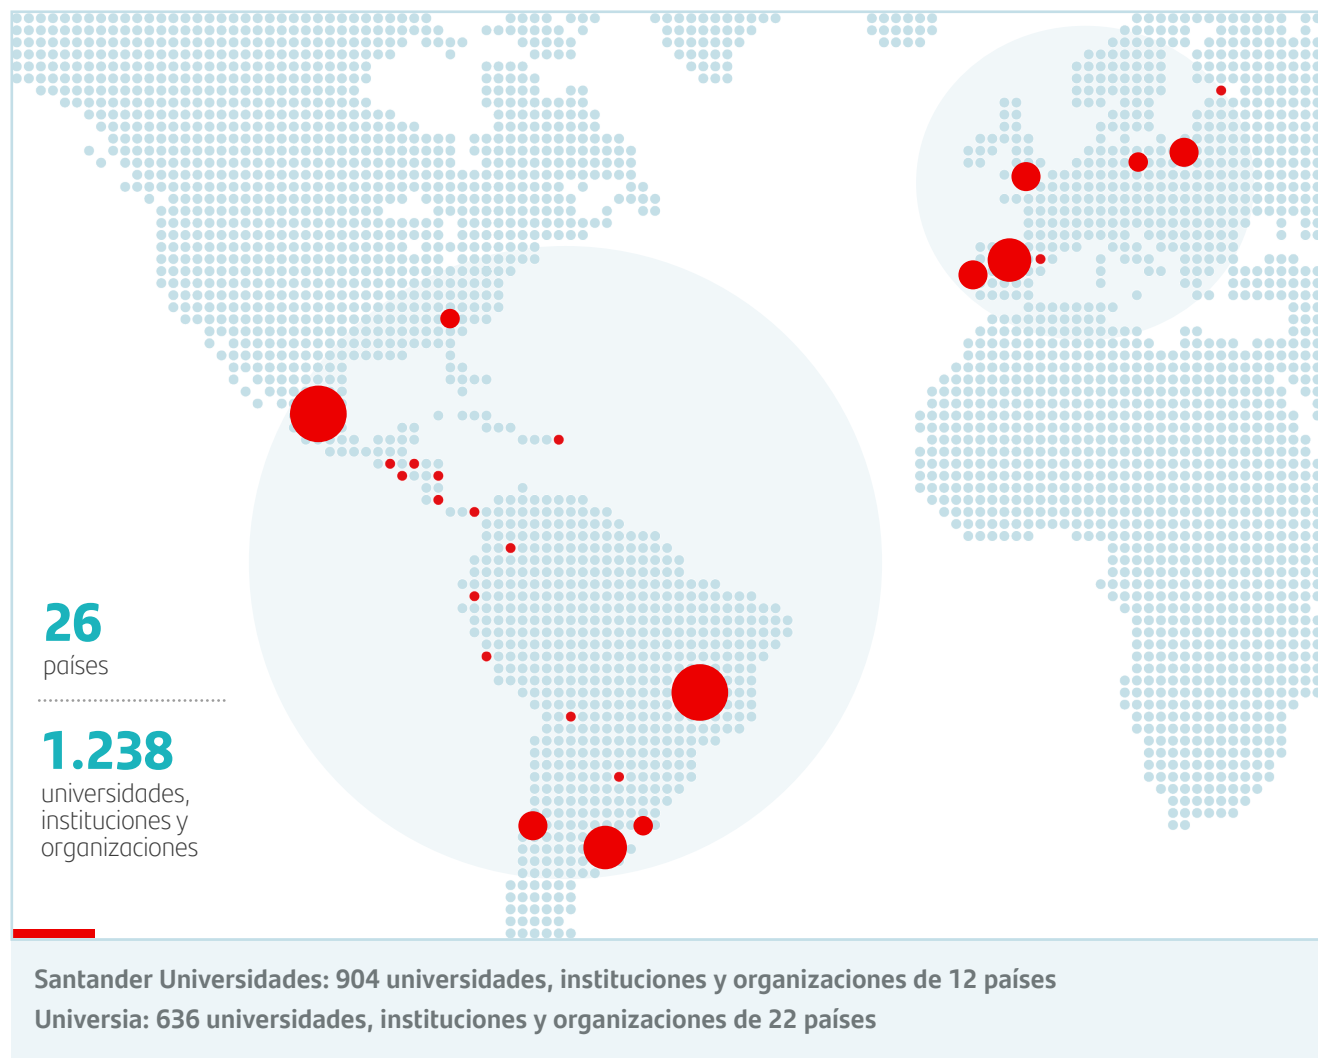 26
países
1.238
universidades,
instituciones y
organizaciones
Santander Universidades: 904 universidades, instituciones y organizaciones de 12 países
Universia: 636 universidades, instituciones y organizaciones de 22 países